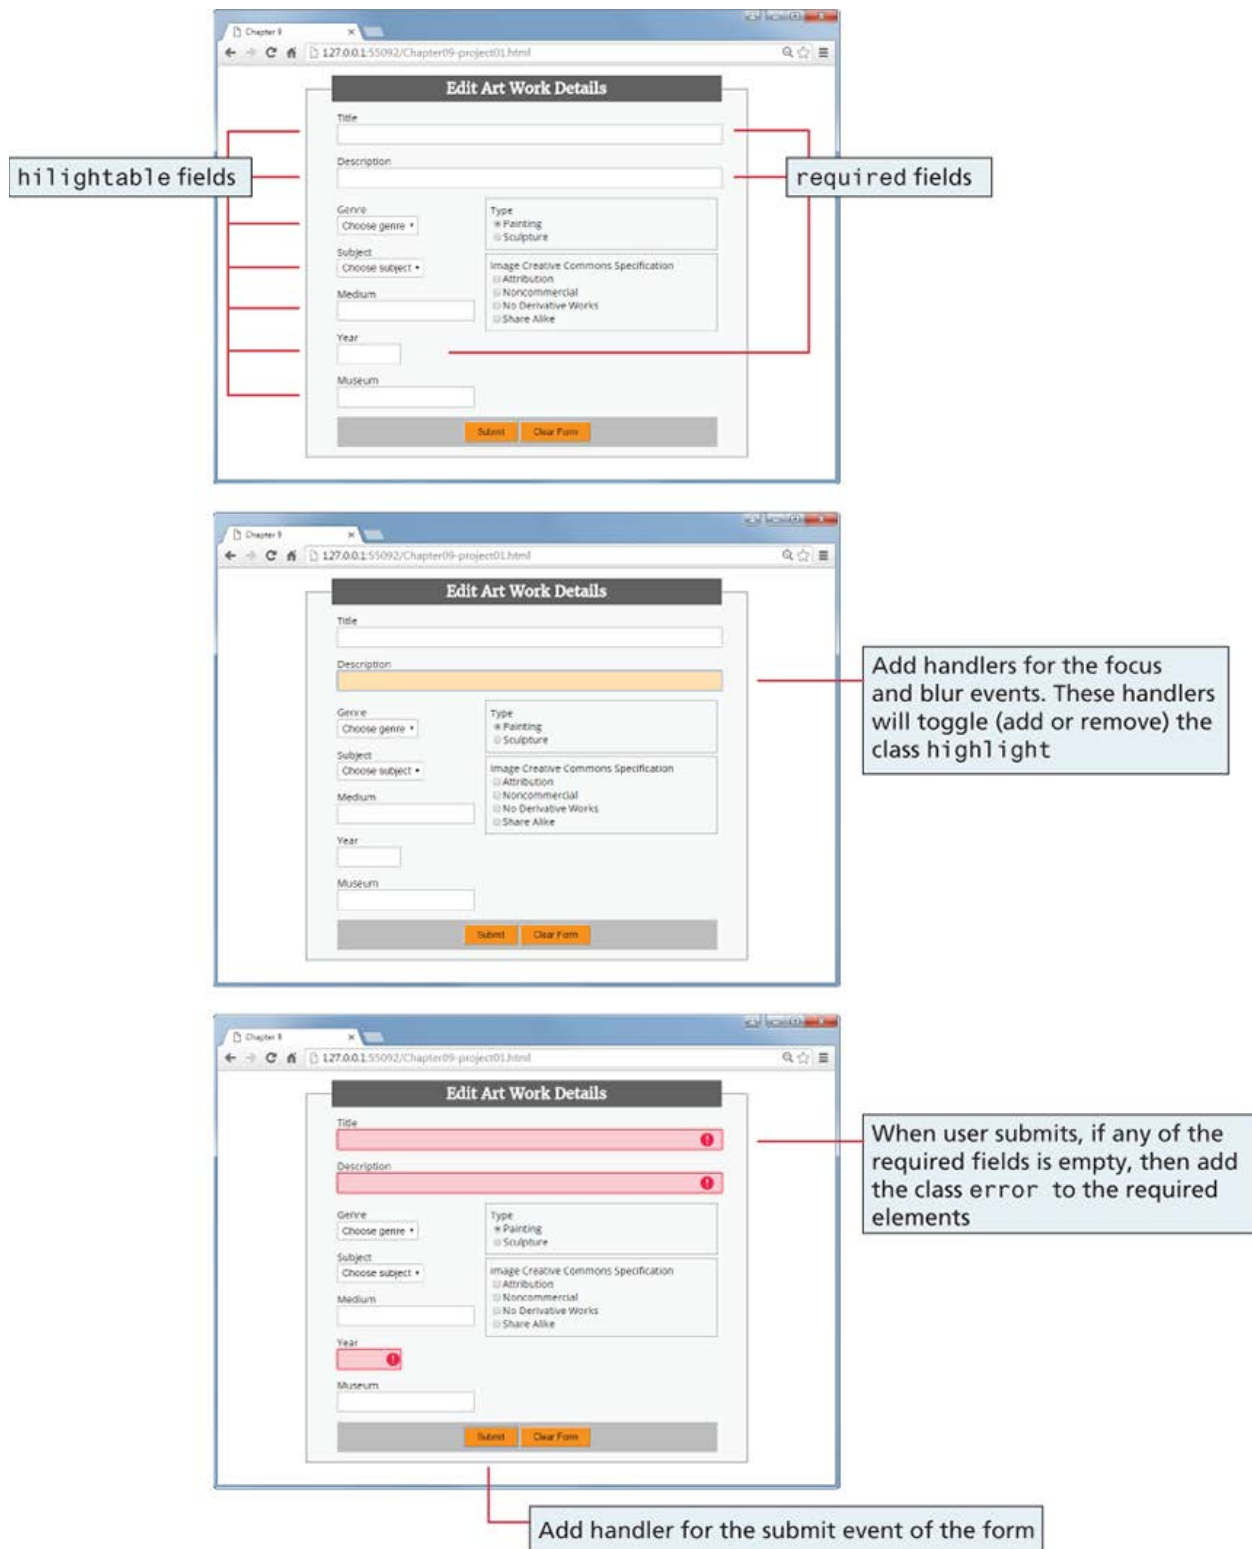 Chapter 9
127.0.0.1:55092/Chapter09-project01.html
Edit Art Work Details
Title
hilightable fields
required fields
Description
Genre
Choose genre
Type
Painting
Sculpture
Subject
Choose subject
Image Creative Commons Specification
Attribution
Noncommercial
No Derivative Works
Share Alike
Medium
Year
Museum
Submit
Clear Form
Chapter 9
127.0.0.1:55092/Chapter09-project01.html
Edit Art Work Details
Title
Description
Add handlers for the focus
and blur events. These handlers
will toggle (add or remove) the
class highlight
Genre
Choose genre
Type
Painting
Sculpture
Subject
Choose subject
Image Creative Commons Specification
Attribution
Noncommercial
No Derivative Works
Share Alike
Medium
Year
Museum
Submit
Clear Form
Chapter 9
127.0.0.1:55092/Chapter09-project01.html
Edit Art Work Details
Title
Description
When user submits, if any of the
required fields is empty, then add
the class error to the required
elements
Genre
Choose genre
Type
Painting
Sculpture
Subject
Choose subject
Image Creative Commons Specification
Attribution
Noncommercial
No Derivative Works
Share Alike
Medium
Year
Museum
Submit
Clear Form
Add handler for the submit event of the form